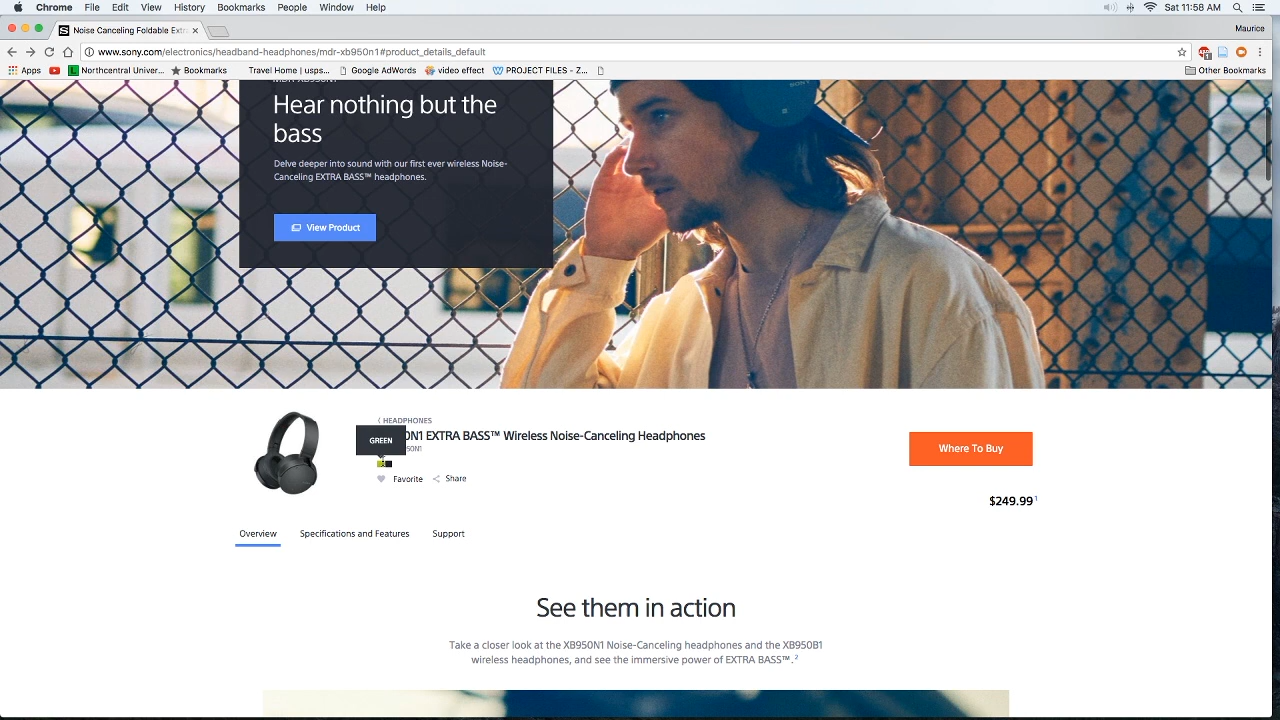 Chrome File Edit View History Bookmarks People Window Help Sat 11:58 AM
Noise Canceling Foldable Extr
Maurice
www.sony.com/electronics/headband-headphones/mdr-xb950n1#product_details_default
Apps Northcentral Univer... Bookmarks Travel Home | usps... Google AdWords video effect PROJECT FILES - Z... Other Bookmarks
Hear nothing but the
bass
Delve deeper into sound with our first ever wireless Noise-
Canceling EXTRA BASS™ headphones.
View Product
SONY
HEADPHONES
0N1 EXTRA BASS™ Wireless Noise-Canceling Headphones
GREEN
50N1
Favorite Share
Where To Buy
$249.99 1
Overview Specifications and Features Support
See them in action
Take a closer look at the XB950N1 Noise-Canceling headphones and the XB950B1
wireless headphones, and see the immersive power of EXTRA BASS™. 2